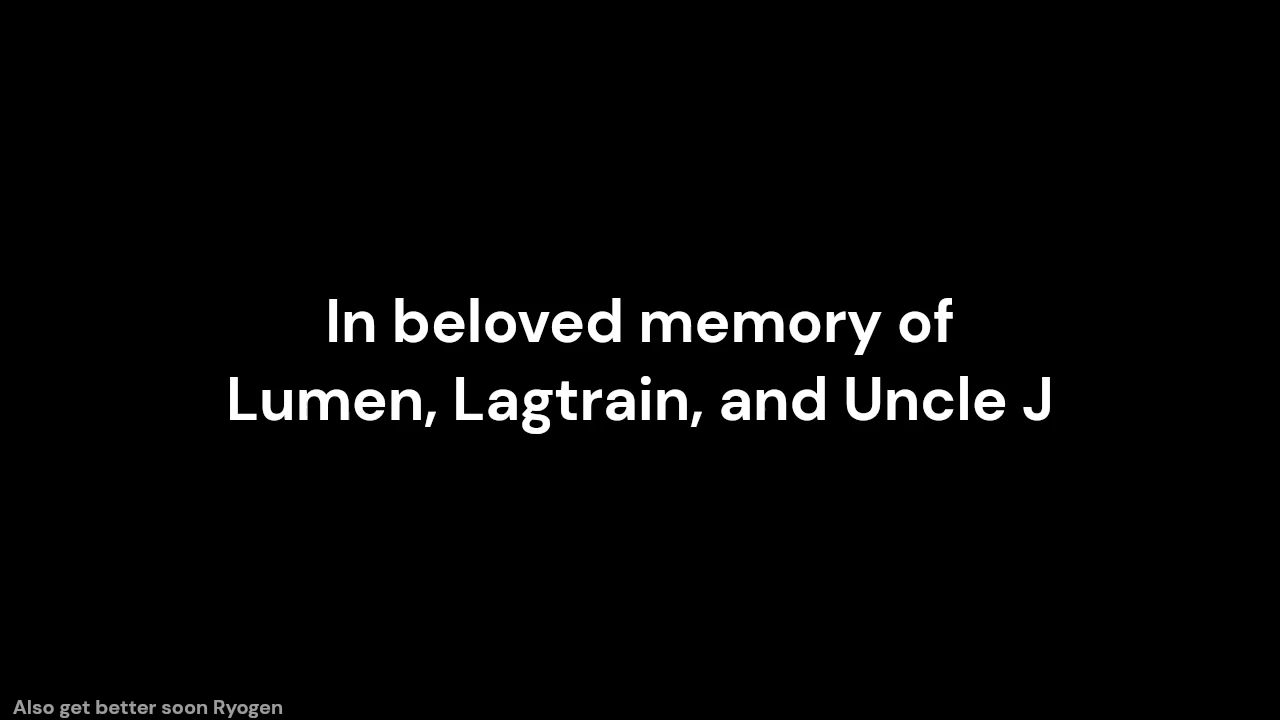 In beloved memory of
Lumen, Lagtrain, and Uncle J
Also get better soon Ryogen